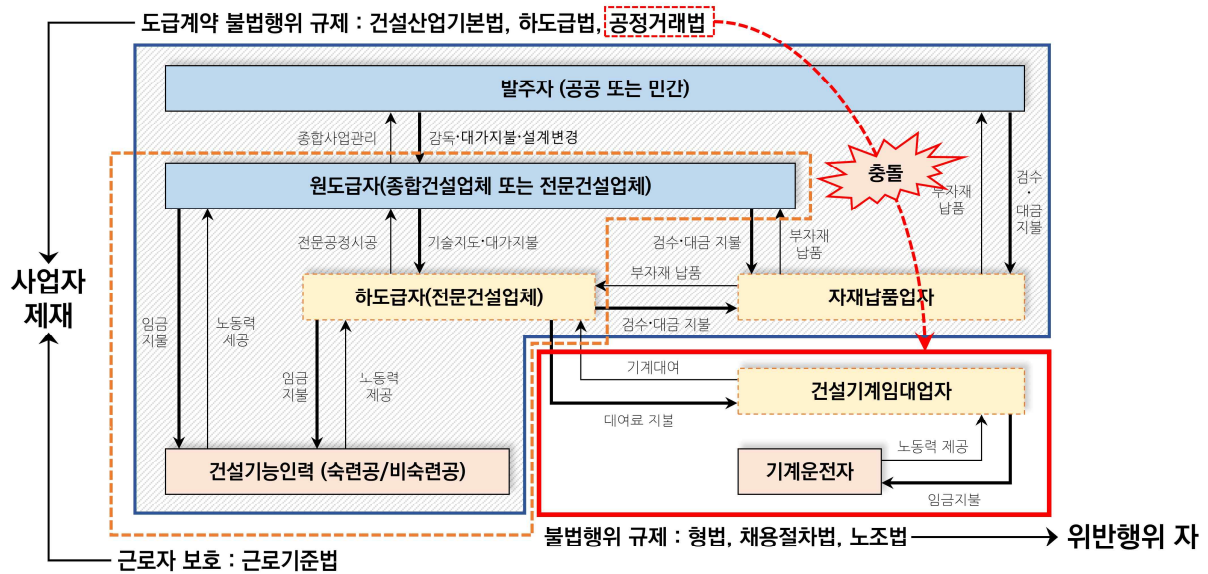 도급계약 불법행위 규제 : 건설산업기본법, 하도급법, 공정거래법
발주자 (공공 또는 민간)
종합사업관리
감독·대가지불·설계변경
충돌
부자재
납품
검수
·
대금
지불
원도급자(종합건설업체 또는 전문건설업체)
전문공정시공
기술지도·대가지불
검수·대금 지불
부자재
납품
부자재 납품
사업자
제재
하도급자(전문건설업체)
자재납품업자
검수·대금 지불
임금
지불
노동력
제공
임금
지불
노동력
제공
기계대여
건설기계임대업자
대여료 지불
노동력 제공
건설기능인력 (숙련공/비숙련공)
기계운전자
임금지불
불법행위 규제 : 형법, 채용절차법, 노조법
위반행위 자
근로자 보호 : 근로기준법